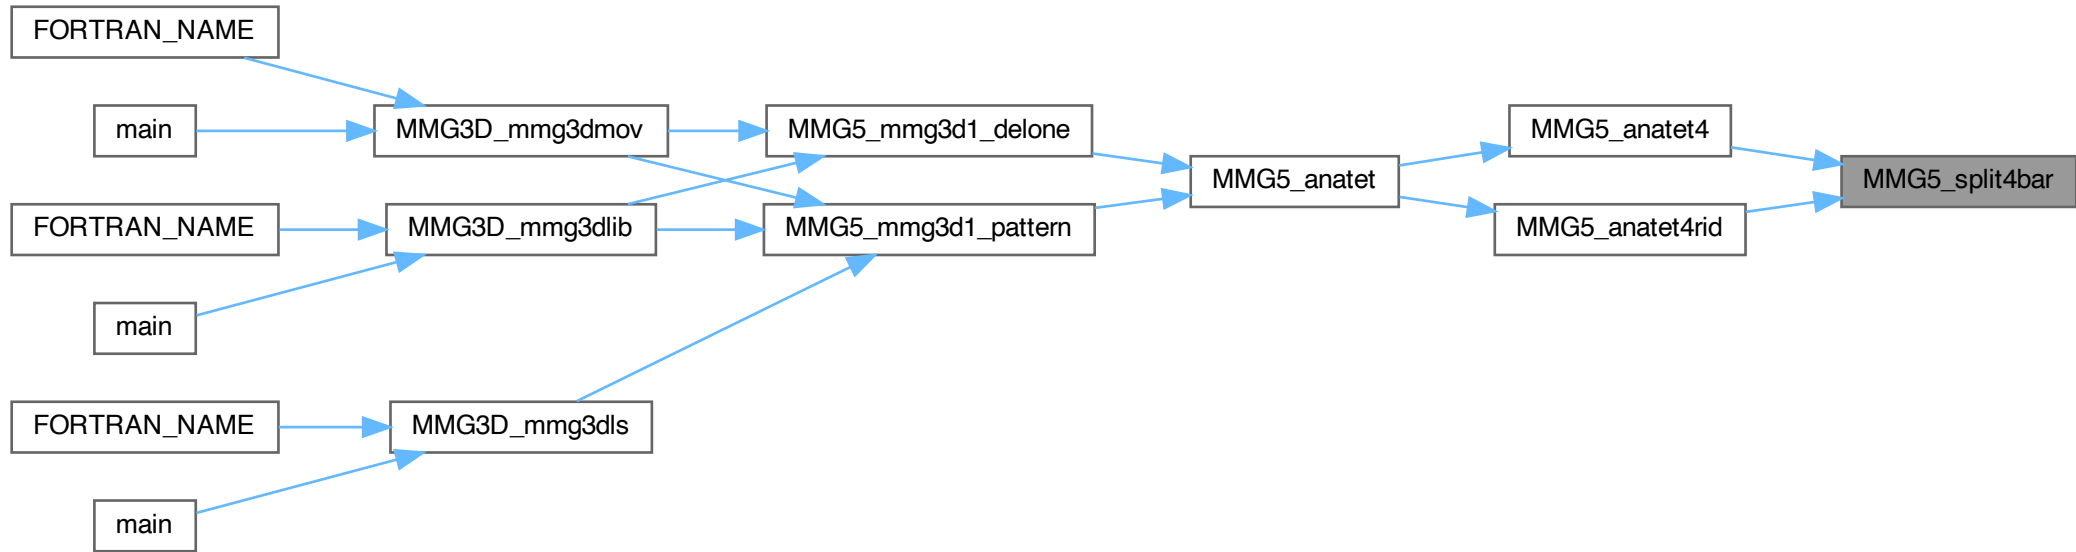 FORTRAN_NAME
main
MMG3D_mmg3dmov
MMG5_mmg3d1_delone
MMG5_anatet4
MMG5_anatet
MMG5_split4bar
FORTRAN_NAME
MMG3D_mmg3dlib
MMG5_mmg3d1_pattern
MMG5_anatet4rid
main
FORTRAN_NAME
MMG3D_mmg3dls
main